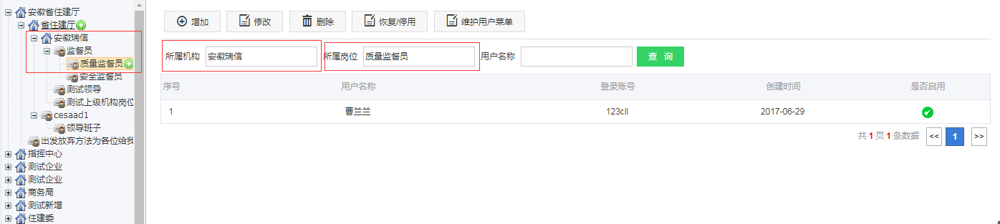 安徽省住建厅
省住建厅
安徽瑞信
监督员
质量监督员
安全监督员
测试领导
测试上级机构岗位
cesaad1
领导班子
出发放弃方法为各位给我
指挥中心
测试企业
测试企业
商务局
测试新增
住建委
增加 修改 删除 恢复/停用 维护用户菜单
所属机构 安徽瑞信 所属岗位 质量监督员 用户名称 查 询
序号 用户名称 登录账号 创建时间 是否启用
1 曹兰兰 123cll 2017-06-29
共 1 页 1 条数据 << 1 >>